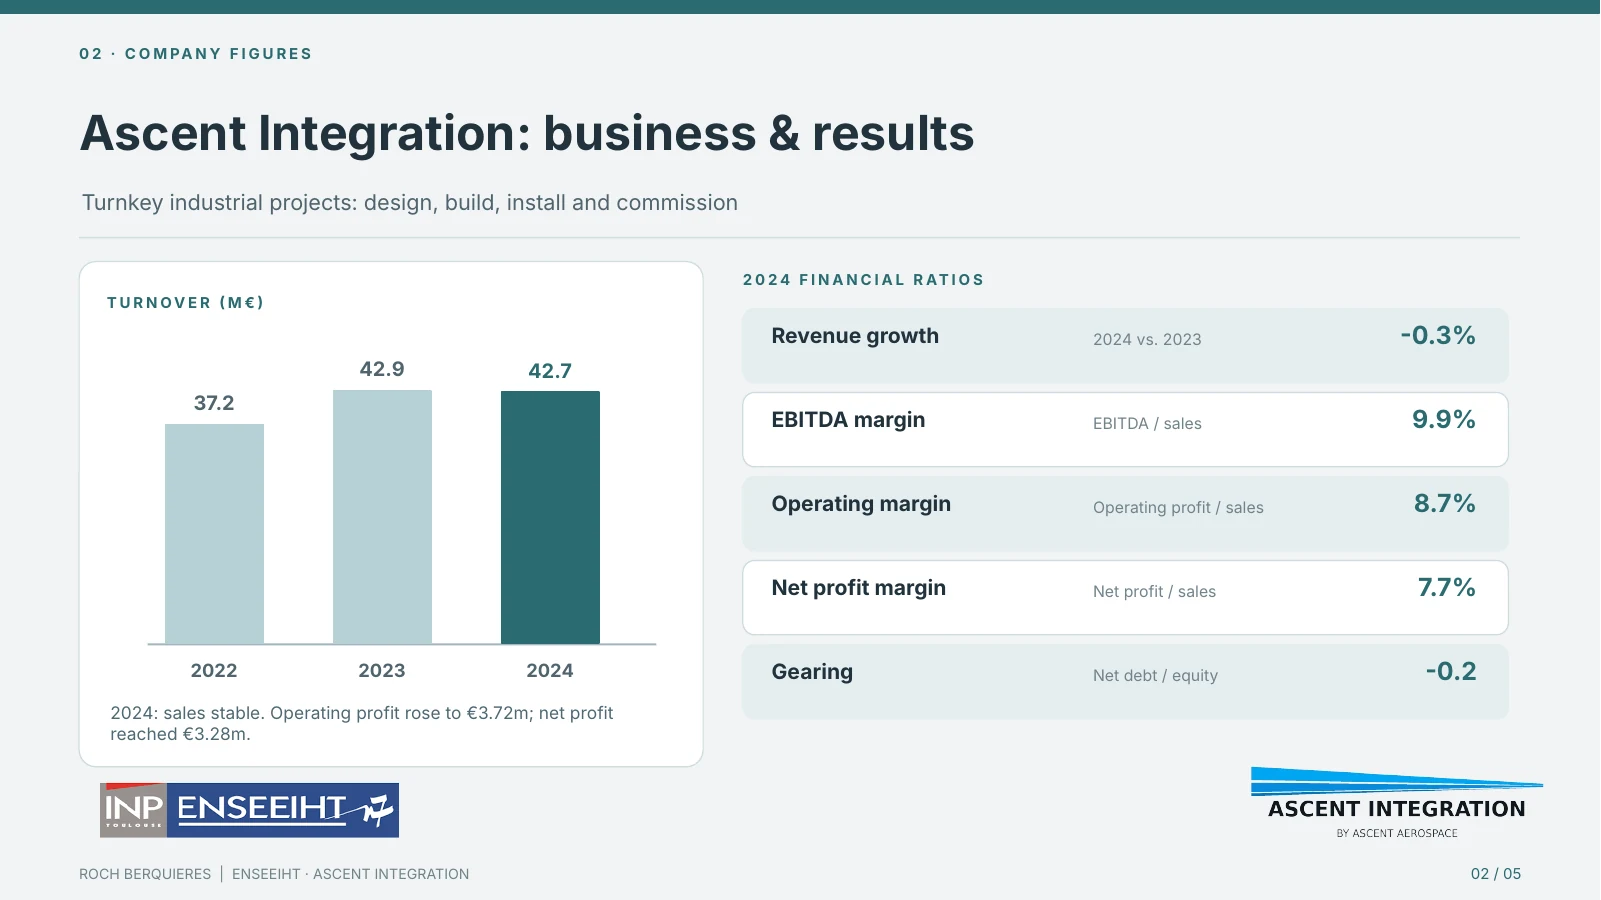 02 · COMPANY FIGURES
Ascent Integration: business & results
Turnkey industrial projects: design, build, install and commission
TURNOVER (M€)
37.2
42.9
42.7
2022
2023
2024
2024: sales stable. Operating profit rose to €3.72m; net profit
reached €3.28m.
2024 FINANCIAL RATIOS
Revenue growth 2024 vs. 2023 -0.3%
EBITDA margin EBITDA / sales 9.9%
Operating margin Operating profit / sales 8.7%
Net profit margin Net profit / sales 7.7%
Gearing Net debt / equity -0.2
INP ENSEEIHT n7
TOULOUSE
ASCENT INTEGRATION
BY ASCENT AEROSPACE
ROCH BERQUIERES | ENSEEIHT · ASCENT INTEGRATION
02 / 05